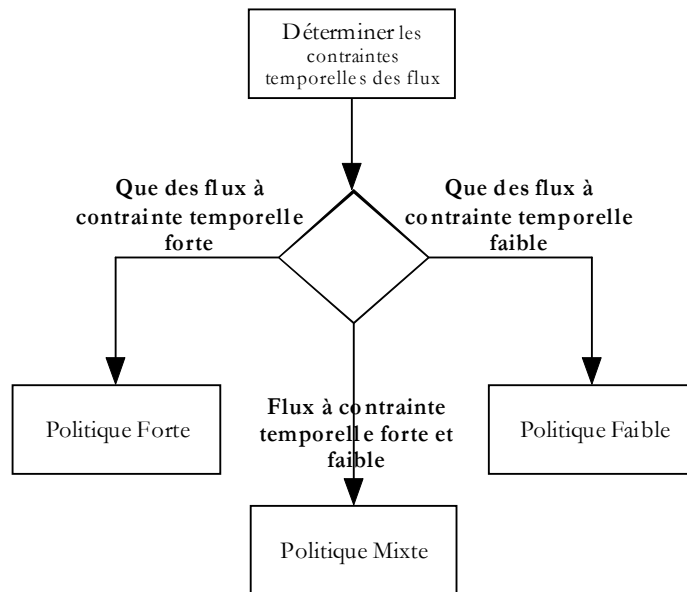 Déterminer les
contraintes
temporelles des flux
Que des flux à
contrainte temporelle
forte
Que des flux à
contrainte temporelle
faible
Politique Forte
Flux à contrainte
temporelle forte et
faible
Politique Faible
Politique Mixte